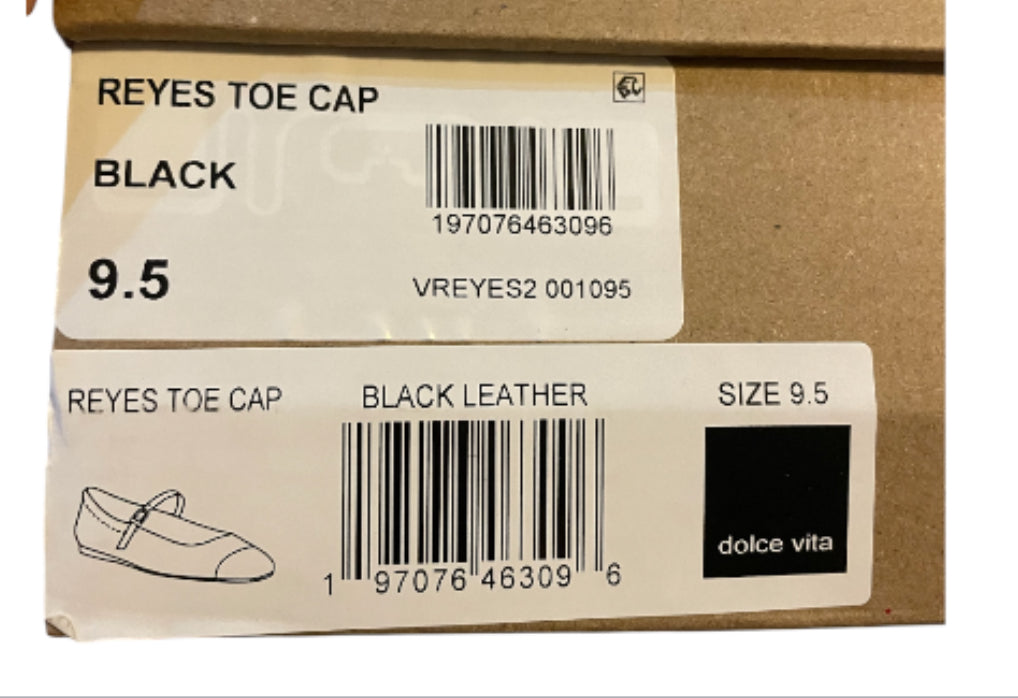 REYES TOE CAP
BLACK
197076463096
9.5
VREYES2 001095
REYES TOE CAP
BLACK LEATHER
SIZE 9.5
dolce vita
1 97076 46309 6